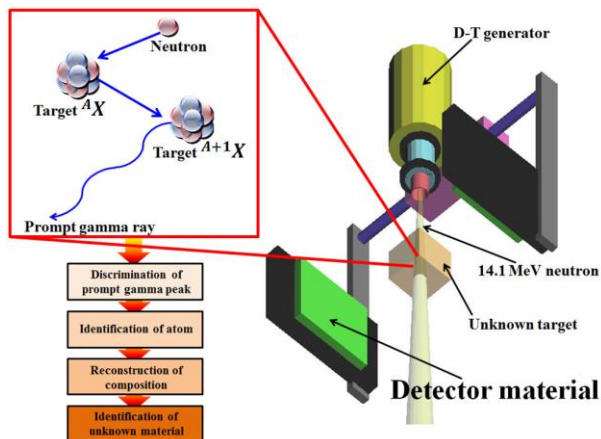 Neutron
Target ᴬX
Target ᴬ⁺¹X
Prompt gamma ray
Discrimination of
prompt gamma peak
Identification of atom
Reconstruction of
composition
Identification of
unknown material
D-T generator
14.1 MeV neutron
Unknown target
Detector material